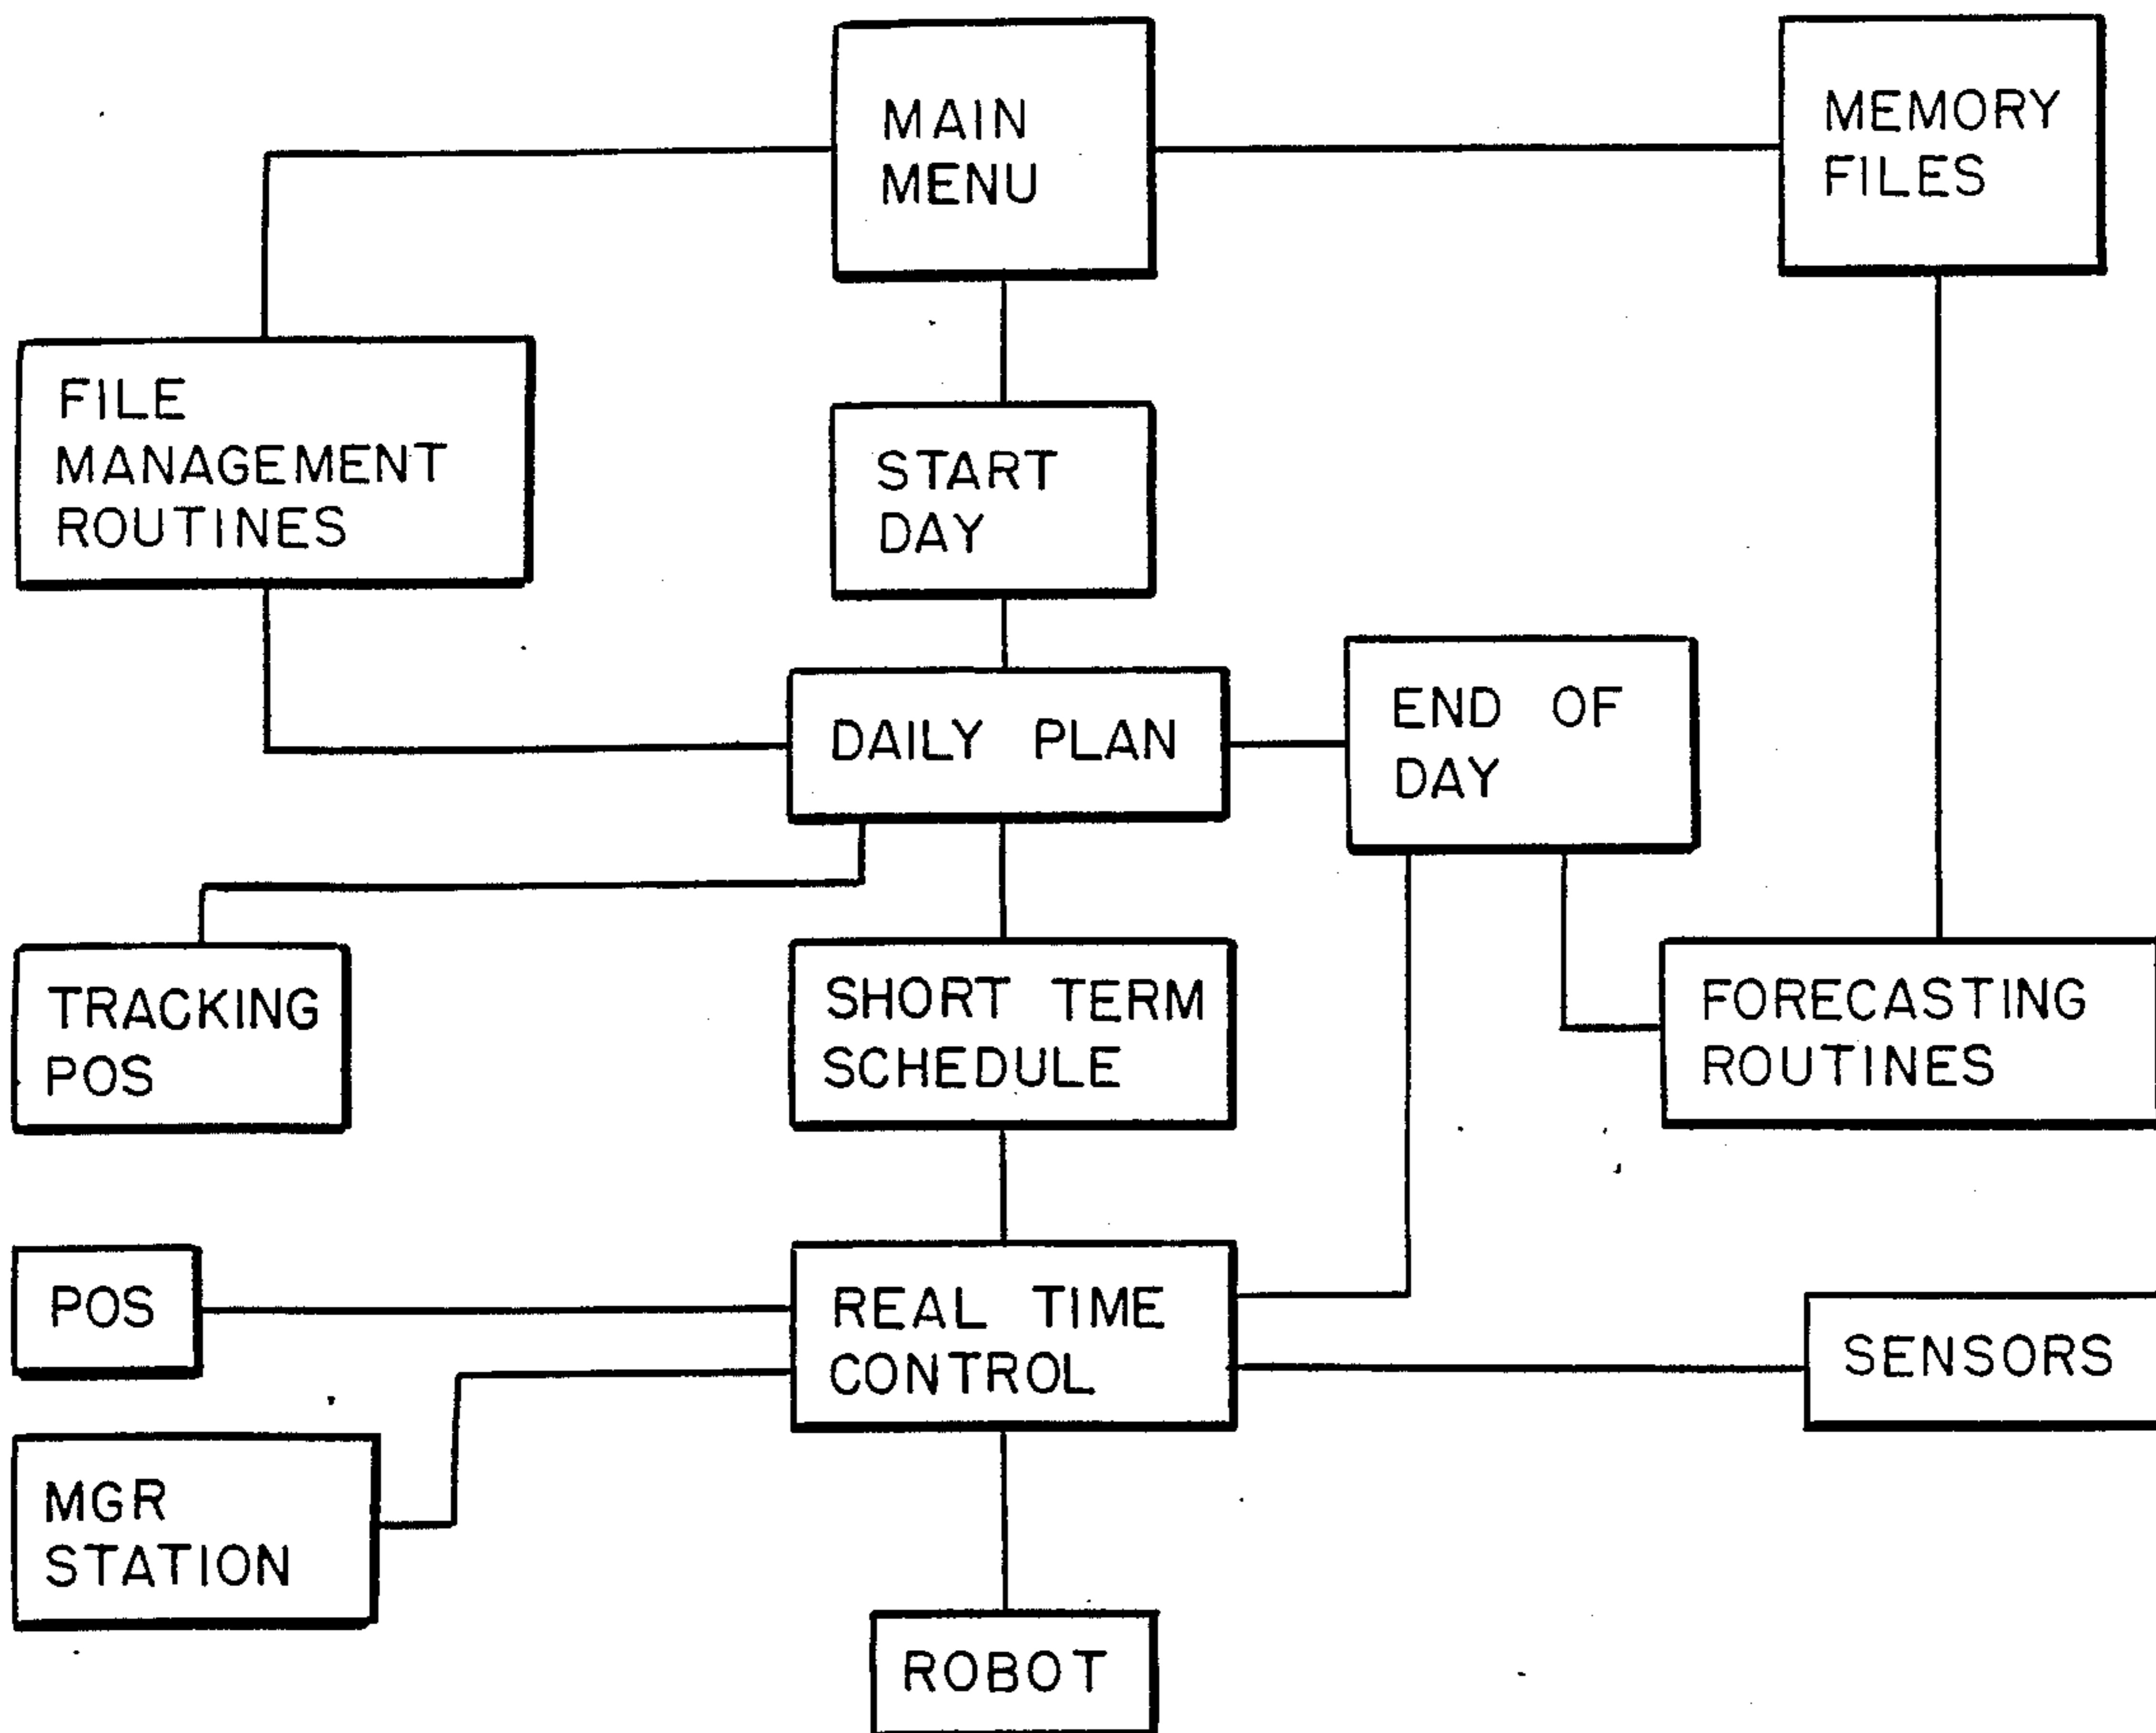 MAIN
MENU
MEMORY
FILES
FILE
MANAGEMENT
ROUTINES
START
DAY
DAILY PLAN
END OF
DAY
TRACKING
POS
SHORT TERM
SCHEDULE
FORECASTING
ROUTINES
POS
REAL TIME
CONTROL
SENSORS
MGR
STATION
ROBOT